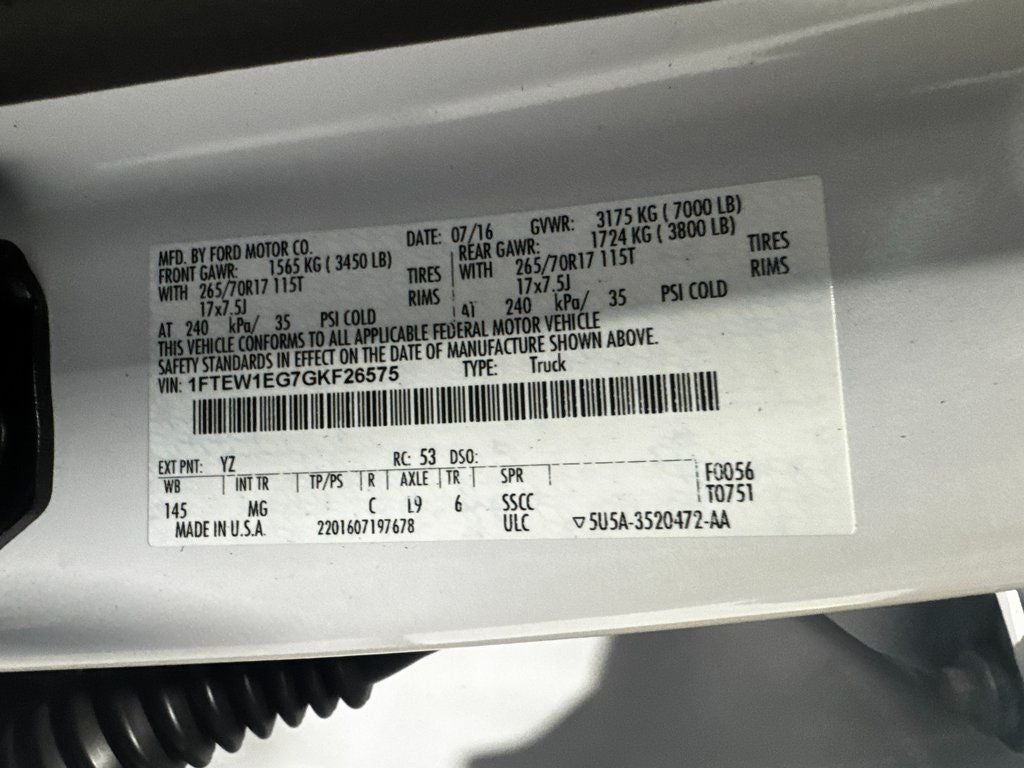 MFD. BY FORD MOTOR CO. DATE: 07/16 GVWR: 3175 KG ( 7000 LB)
FRONT GAWR: 1565 KG ( 3450 LB) REAR GAWR: 1724 KG ( 3800 LB)
WITH 265/70R17 115T TIRES WITH 265/70R17 115T TIRES
17x7.5J RIMS 17x7.5J RIMS
AT 240 kPa/ 35 PSI COLD AT 240 kPa/ 35 PSI COLD
THIS VEHICLE CONFORMS TO ALL APPLICABLE FEDERAL MOTOR VEHICLE
SAFETY STANDARDS IN EFFECT ON THE DATE OF MANUFACTURE SHOWN ABOVE.
VIN: 1FTEW1EG7GKF26575 TYPE: Truck
EXT PNT: YZ RC: 53 DSO:
WB INT TR TP/PS R AXLE TR SPR F0056
145 MG C L9 6 SSCC T0751
MADE IN U.S.A. 2201607197678 ULC ▽5U5A-3520472-AA